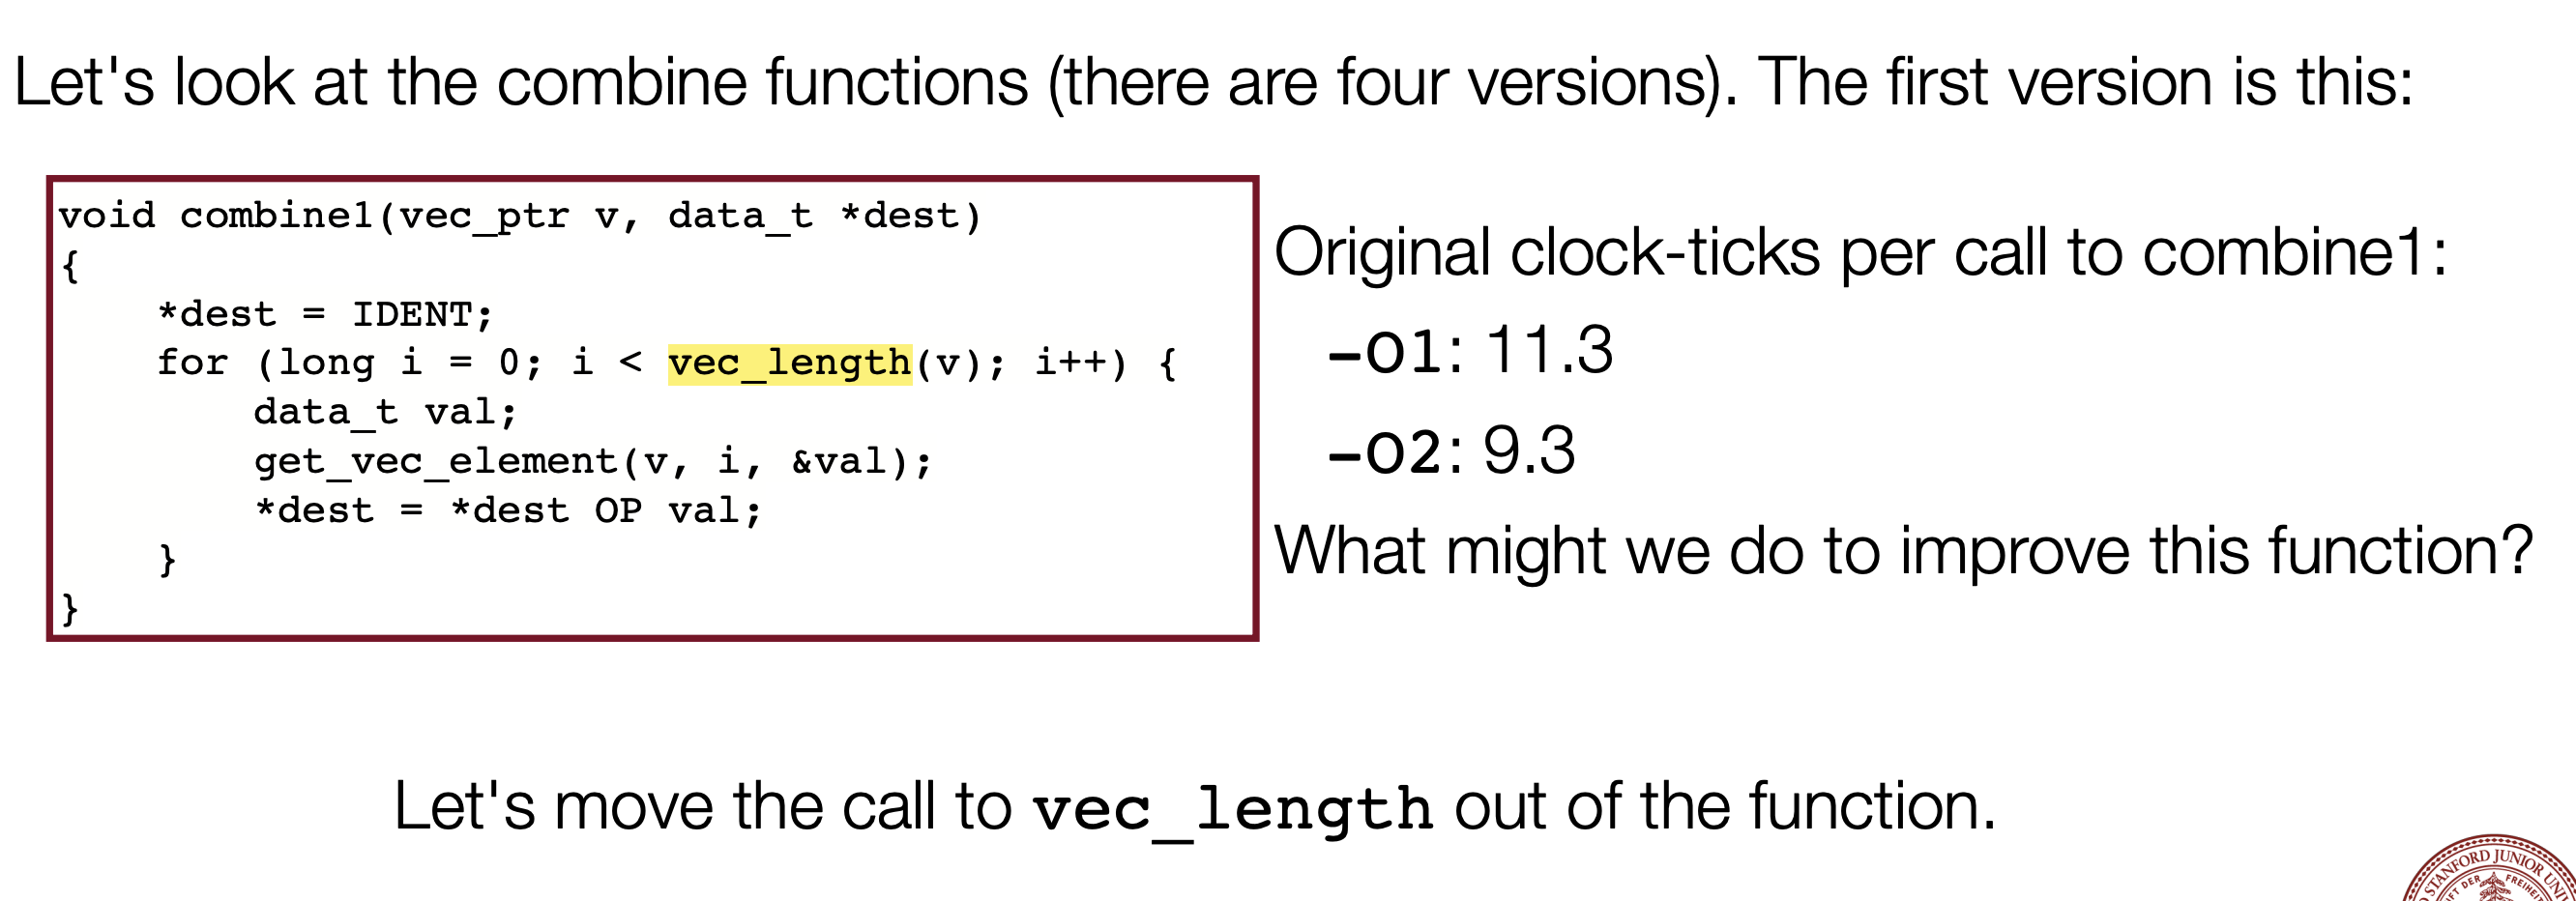 Let's look at the combine functions (there are four versions). The first version is this:
void combine1(vec_ptr v, data_t *dest)
{
    *dest = IDENT;
    for (long i = 0; i < vec_length(v); i++) {
        data_t val;
        get_vec_element(v, i, &val);
        *dest = *dest OP val;
    }
}
Original clock-ticks per call to combine1:
-O1: 11.3
-O2: 9.3
What might we do to improve this function?
Let's move the call to vec_length out of the function.
STANFORD JUNIOR UNI
FT DER FREIHE